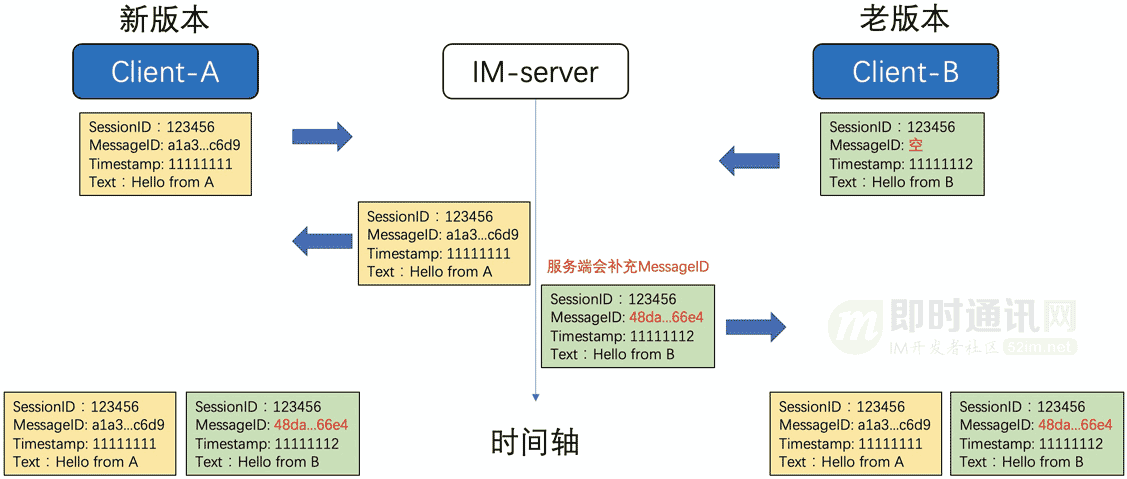 新版本
老版本
Client-A
IM-server
Client-B
SessionID：123456
MessageID: a1a3...c6d9
Timestamp: 11111111
Text：Hello from A
SessionID：123456
MessageID: 空
Timestamp: 11111112
Text：Hello from B
SessionID：123456
MessageID: a1a3...c6d9
Timestamp: 11111111
Text：Hello from A
服务端会补充MessageID
SessionID：123456
MessageID: 48da...66e4
Timestamp: 11111112
Text：Hello from B
即时通讯网
IM开发者社区 52im.net
SessionID：123456
MessageID: a1a3...c6d9
Timestamp: 11111111
Text：Hello from A
SessionID：123456
MessageID: 48da...66e4
Timestamp: 11111112
Text：Hello from B
时间轴
SessionID：123456
MessageID: a1a3...c6d9
Timestamp: 11111111
Text：Hello from A
SessionID：123456
MessageID: 48da...66e4
Timestamp: 11111112
Text：Hello from B